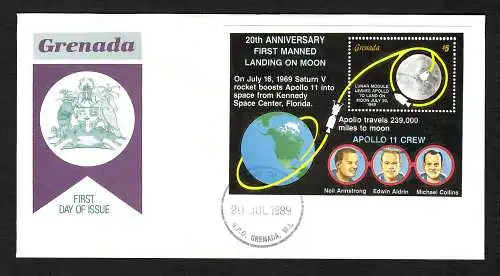 Grenada
FIRST
DAY OF ISSUE
20th ANNIVERSARY
FIRST MANNED
LANDING ON MOON
On July 16, 1969 Saturn V
rocket boosts Apollo 11 into
space from Kennedy
Space Center, Florida.
Grenada
$5
LUNAR MODULE
LEAVES APOLLO
TO LAND ON
MOON JULY 20,
1969
Apollo travels 239,000
miles to moon
APOLLO 11 CREW
Neil Armstrong Edwin Aldrin Michael Collins
20 JUL 1989
G.P.O. GRENADA, W.I.